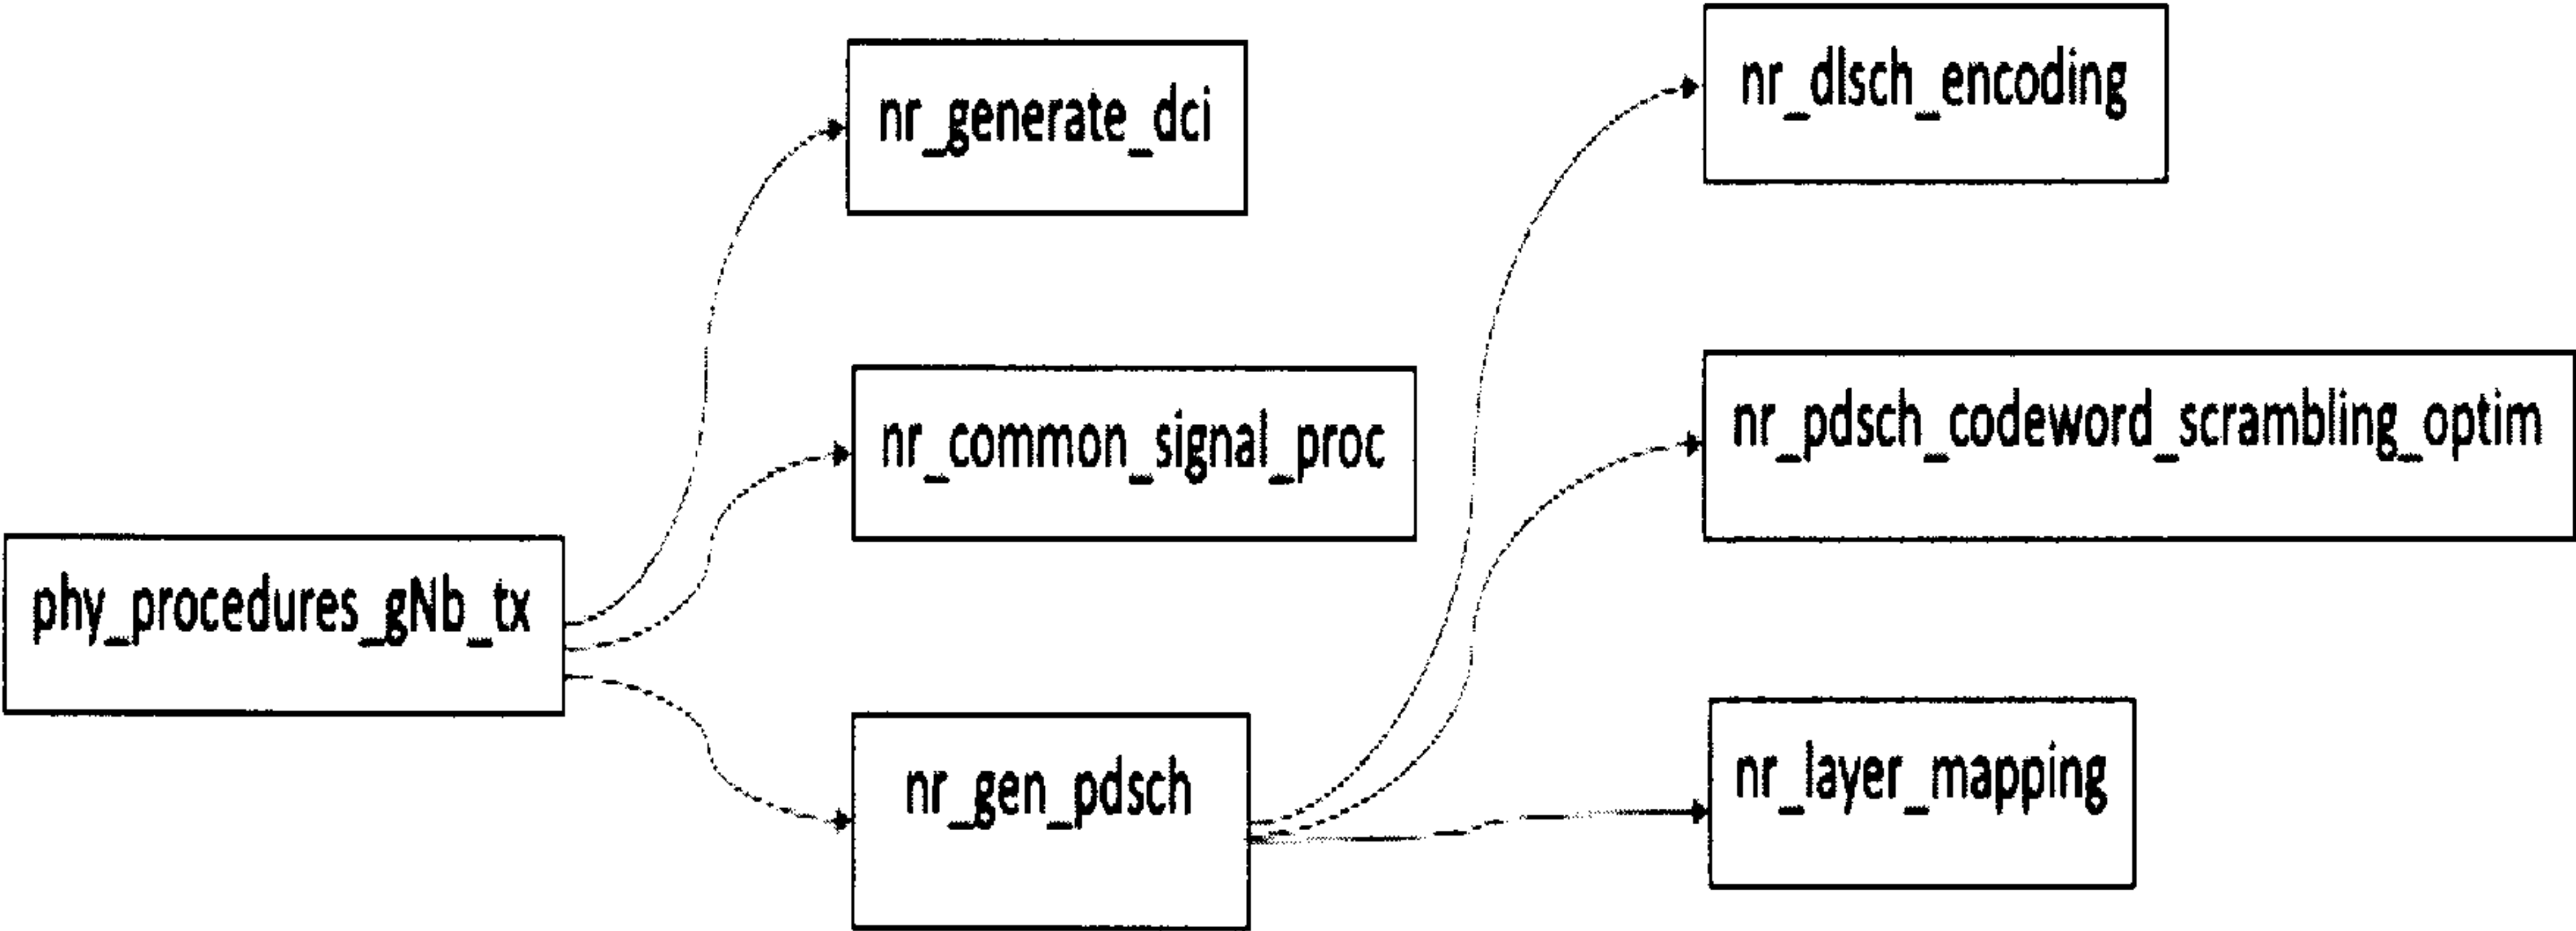 nr_generate_dci
nr_dlsch_encoding
nr_common_signal_proc
nr_pdsch_codeword_scrambling_optim
phy_procedures_gNb_tx
nr_gen_pdsch
nr_layer_mapping